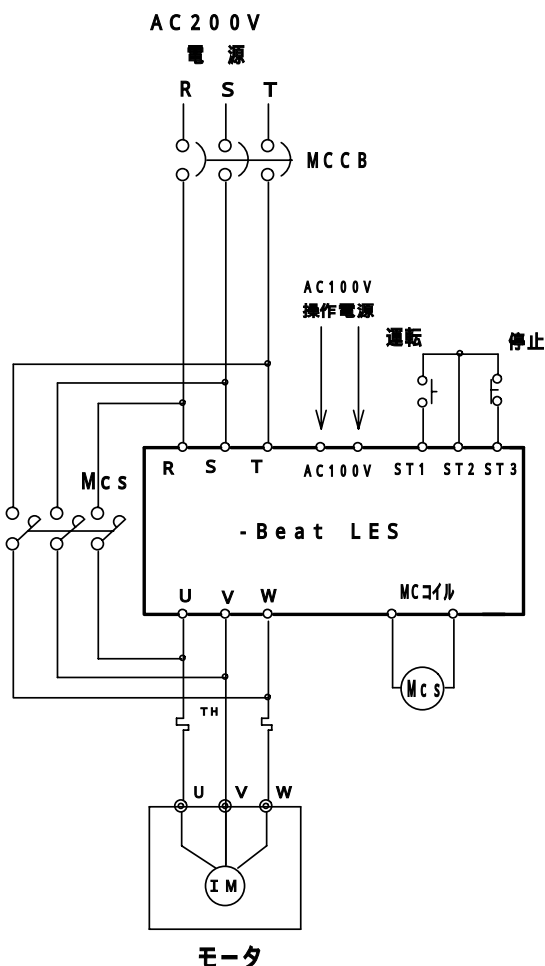 AC200V
電 源
R S T
MCCB
AC100V
操作電源
運転
停止
Mcs
R S T AC100V ST1 ST2 ST3
-Beat LES
U V W MCコイル
Mcs
TH
U V W
IM
モータ